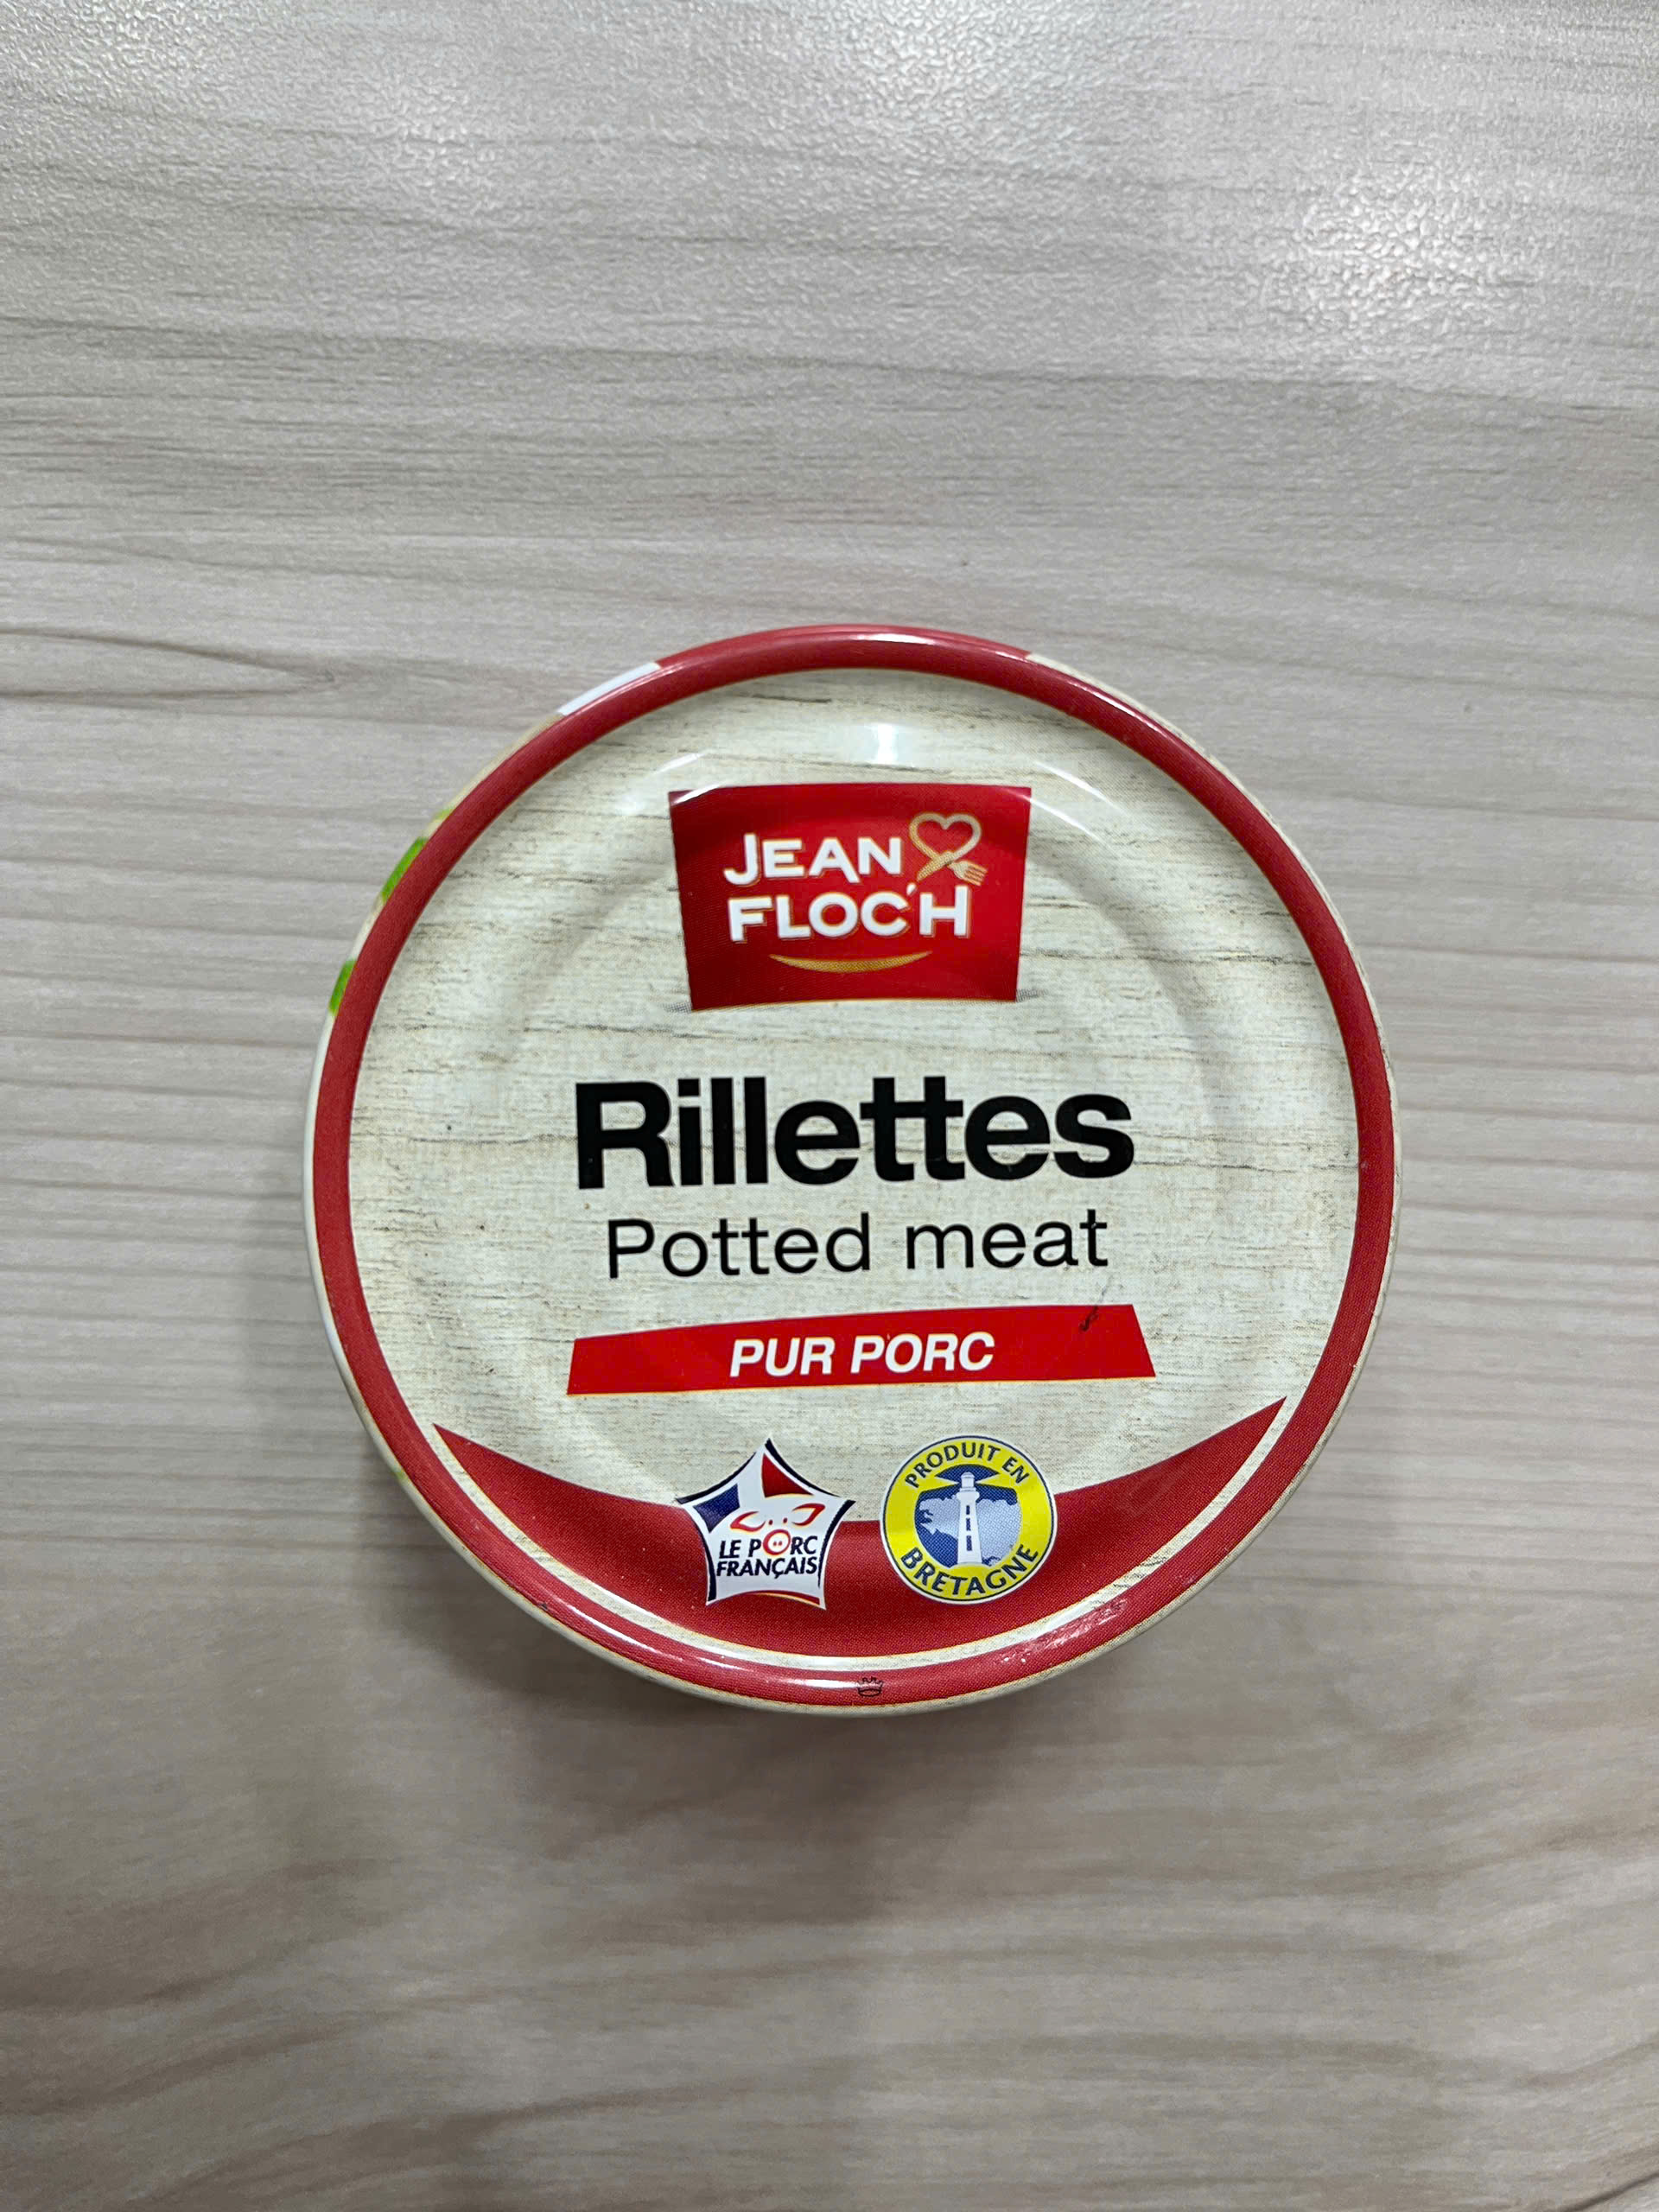 JEAN
FLOC'H
Rillettes
Potted meat
PUR PORC
LE PORC
FRANÇAIS
PRODUIT EN
BRETAGNE